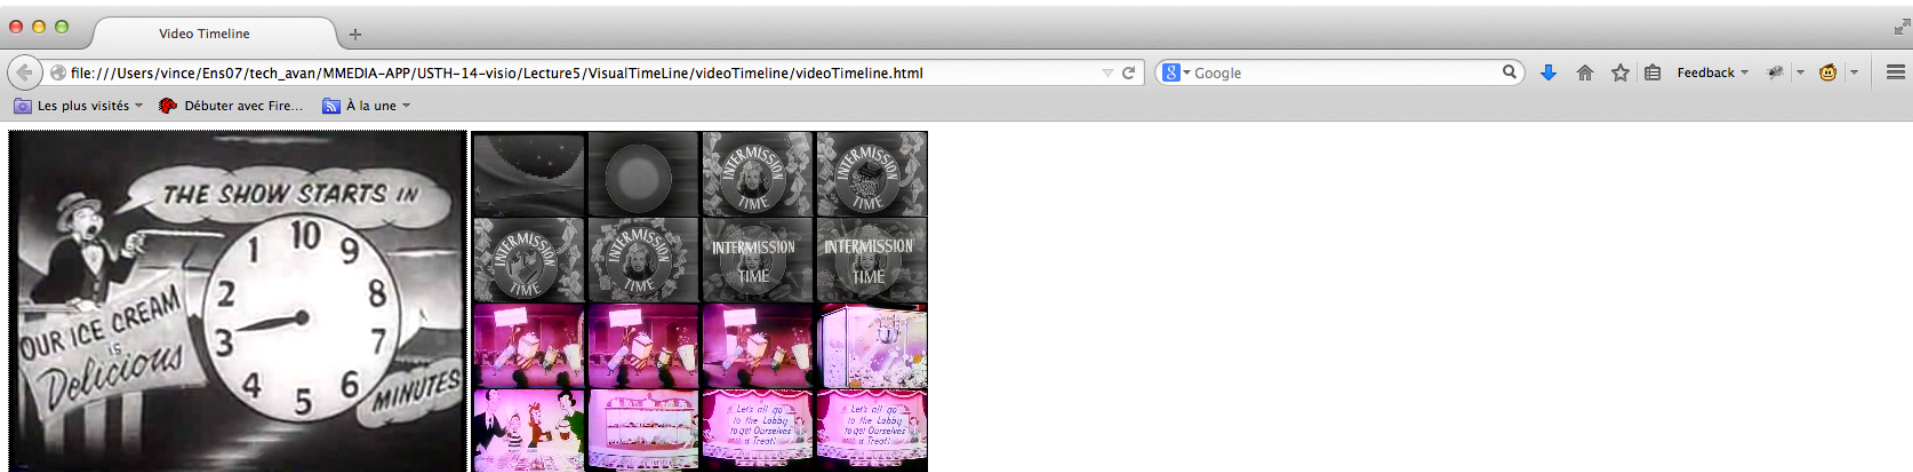 Video Timeline
file:///Users/vince/Ens07/tech_avan/MMEDIA-APP/USTH-14-visio/Lecture5/VisualTimeLine/videoTimeline/videoTimeline.html
Google
Feedback
Les plus visités
Débuter avec Fire...
À la une
THE SHOW STARTS IN
10
1 9
2 8
3 7
4 6
5
MINUTES
OUR ICE CREAM
IS
Delicious
INTERMISSION
TIME
INTERMISSION
TIME
INTERMISSION
TIME
INTERMISSION
TIME
INTERMISSION
TIME
INTERMISSION
TIME
Let's all go
to the Lobby
to get Ourselves
a Treat!
Let's all go
to the Lobby
to get Ourselves
a Treat!